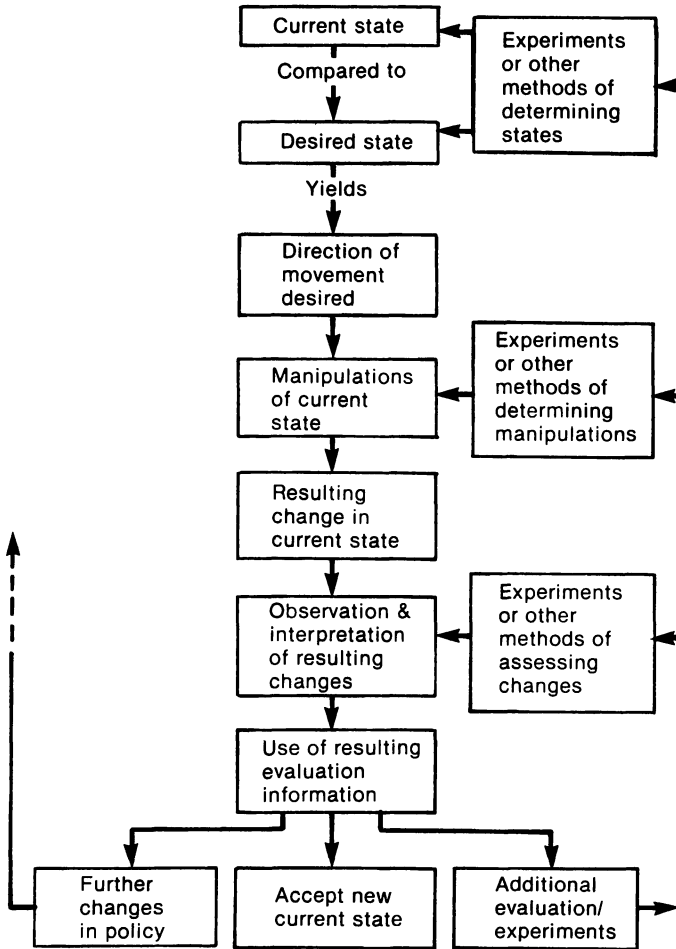 Current state
Compared to
Desired state
Experiments
or other
methods of
determining
states
Yields
Direction of
movement
desired
Manipulations
of current
state
Experiments
or other
methods of
determining
manipulations
Resulting
change in
current state
Observation &
interpretation
of resulting
changes
Experiments
or other
methods of
assessing
changes
Use of resulting
evaluation
information
Further
changes
in policy
Accept new
current state
Additional
evaluation/
experiments